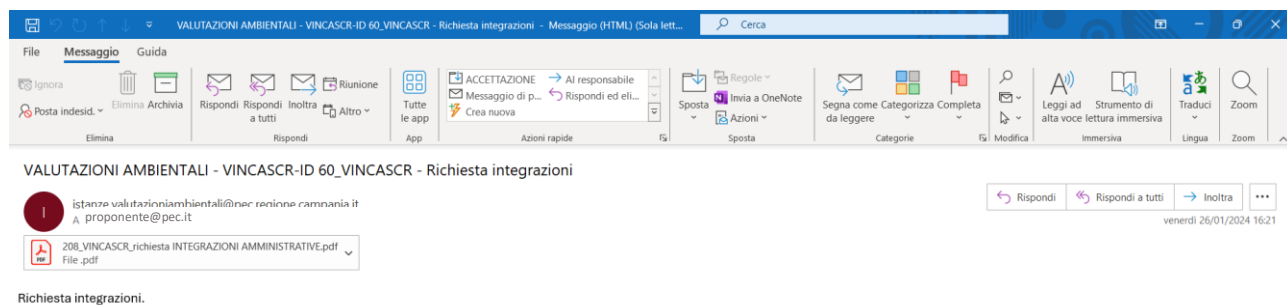 VALUTAZIONI AMBIENTALI - VINCASCR-ID 60_VINCASCR - Richiesta integrazioni - Messaggio (HTML) (Sola lett...
Cerca
File Messaggio Guida
Ignora
Posta indesid.
Elimina
Archivia
Rispondi
Rispondi a tutti
Inoltra
Riunione
Altro
Tutte le app
ACCETTAZIONE
Messaggio di p...
Crea nuova
Al responsabile
Rispondi ed eli...
Sposta
Regole
Invia a OneNote
Azioni
Segna come da leggere
Categorizza
Completa
Leggi ad alta voce
Strumento di lettura immersiva
Traduci
Zoom
Elimina Rispondi App Azioni rapide Sposta Categorie Modifica Immersiva Lingua Zoom
VALUTAZIONI AMBIENTALI - VINCASCR-ID 60_VINCASCR - Richiesta integrazioni
I
istanze.valutazioniambientali@pec.regione.campania.it
A proponente@pec.it
Rispondi Rispondi a tutti Inoltra
venerdì 26/01/2024 16:21
208_VINCASCR_richiesta INTEGRAZIONI AMMINISTRATIVE.pdf
PDF
File .pdf
Richiesta integrazioni.